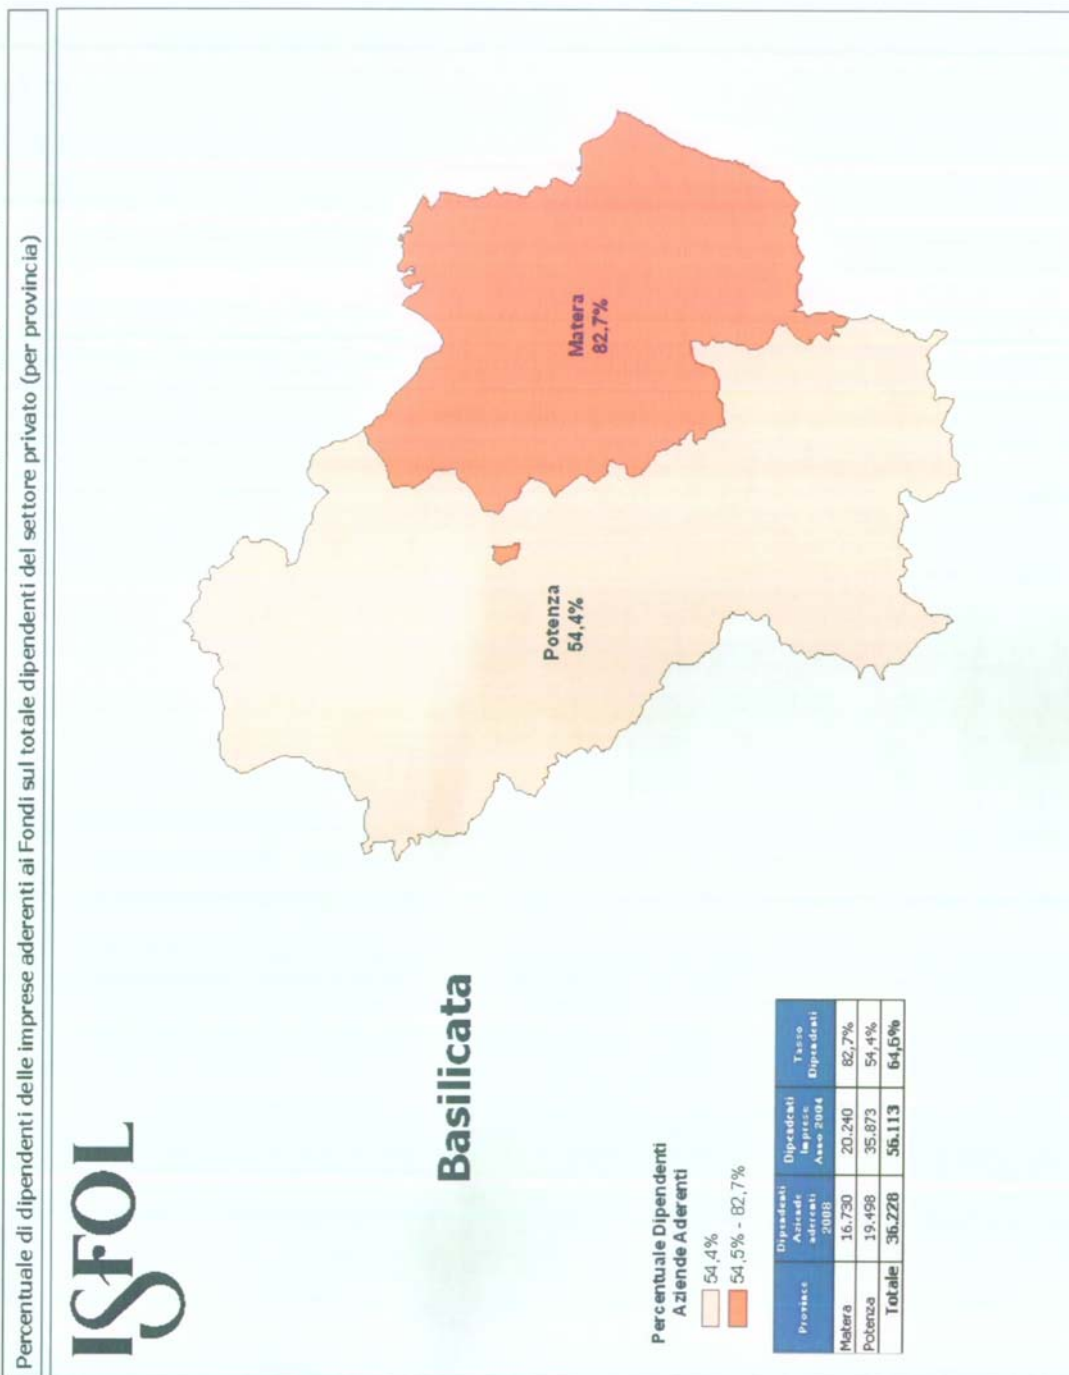 Percentuale di dipendenti delle imprese aderenti ai Fondi sul totale dipendenti del settore privato (per provincia)
ISFOL
Basilicata
Matera
82,7%
Potenza
54,4%
Percentuale Dipendenti
Aziende Aderenti
54,4%
54,5% - 82,7%
Province | Dipendenti Aziende aderenti 2008 | Dipendenti Imprese Anno 2004 | Tasso Dipendenti
Matera | 16.730 | 20.240 | 82,7%
Potenza | 19.498 | 35.873 | 54,4%
Totale | 36.228 | 56.113 | 64,6%